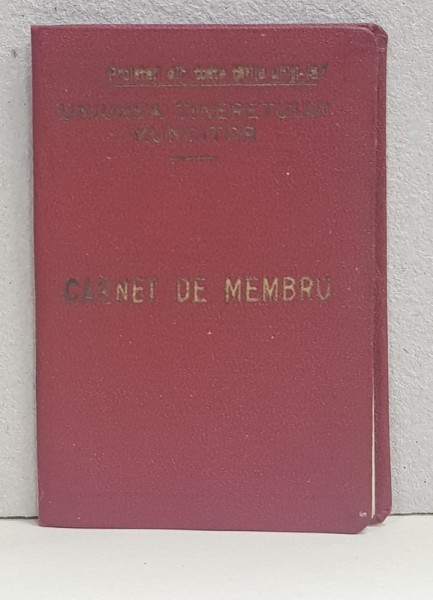 Proletari din toate țările uniți-vă!
UNIUNEA TINERETULUI
MUNCITOR
CARNET DE MEMBRU